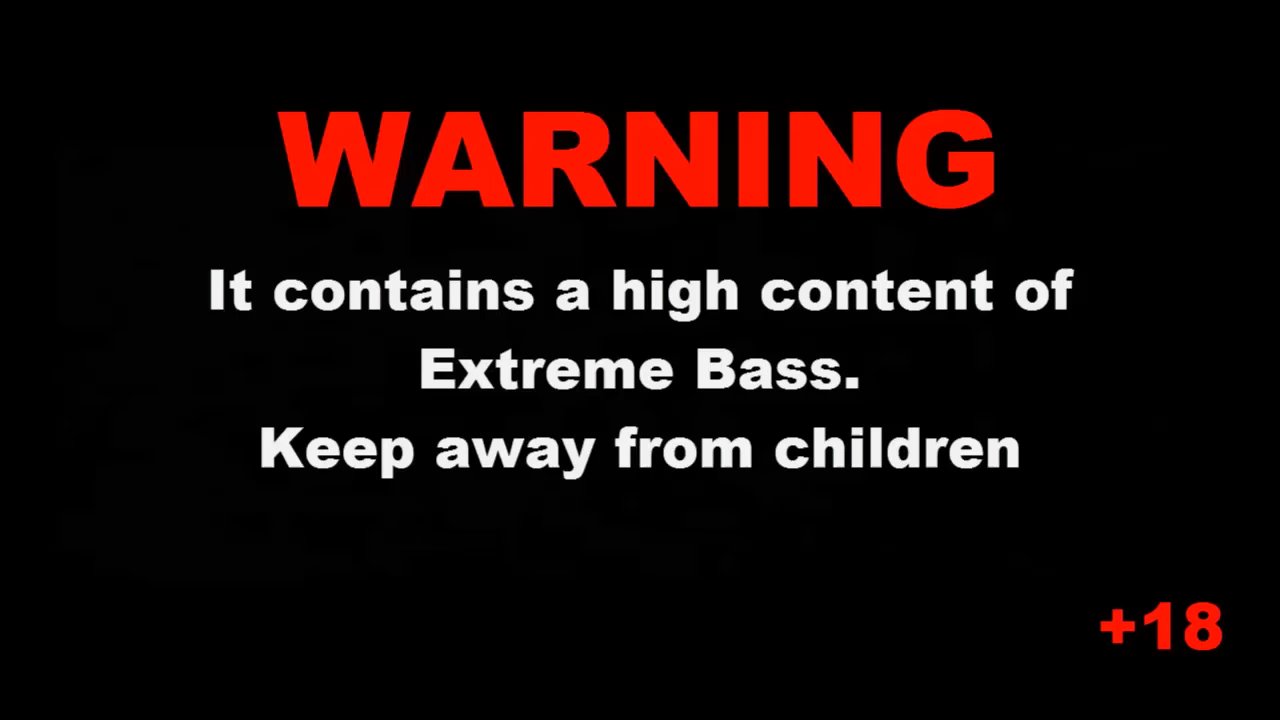 WARNING
It contains a high content of
Extreme Bass.
Keep away from children
+18